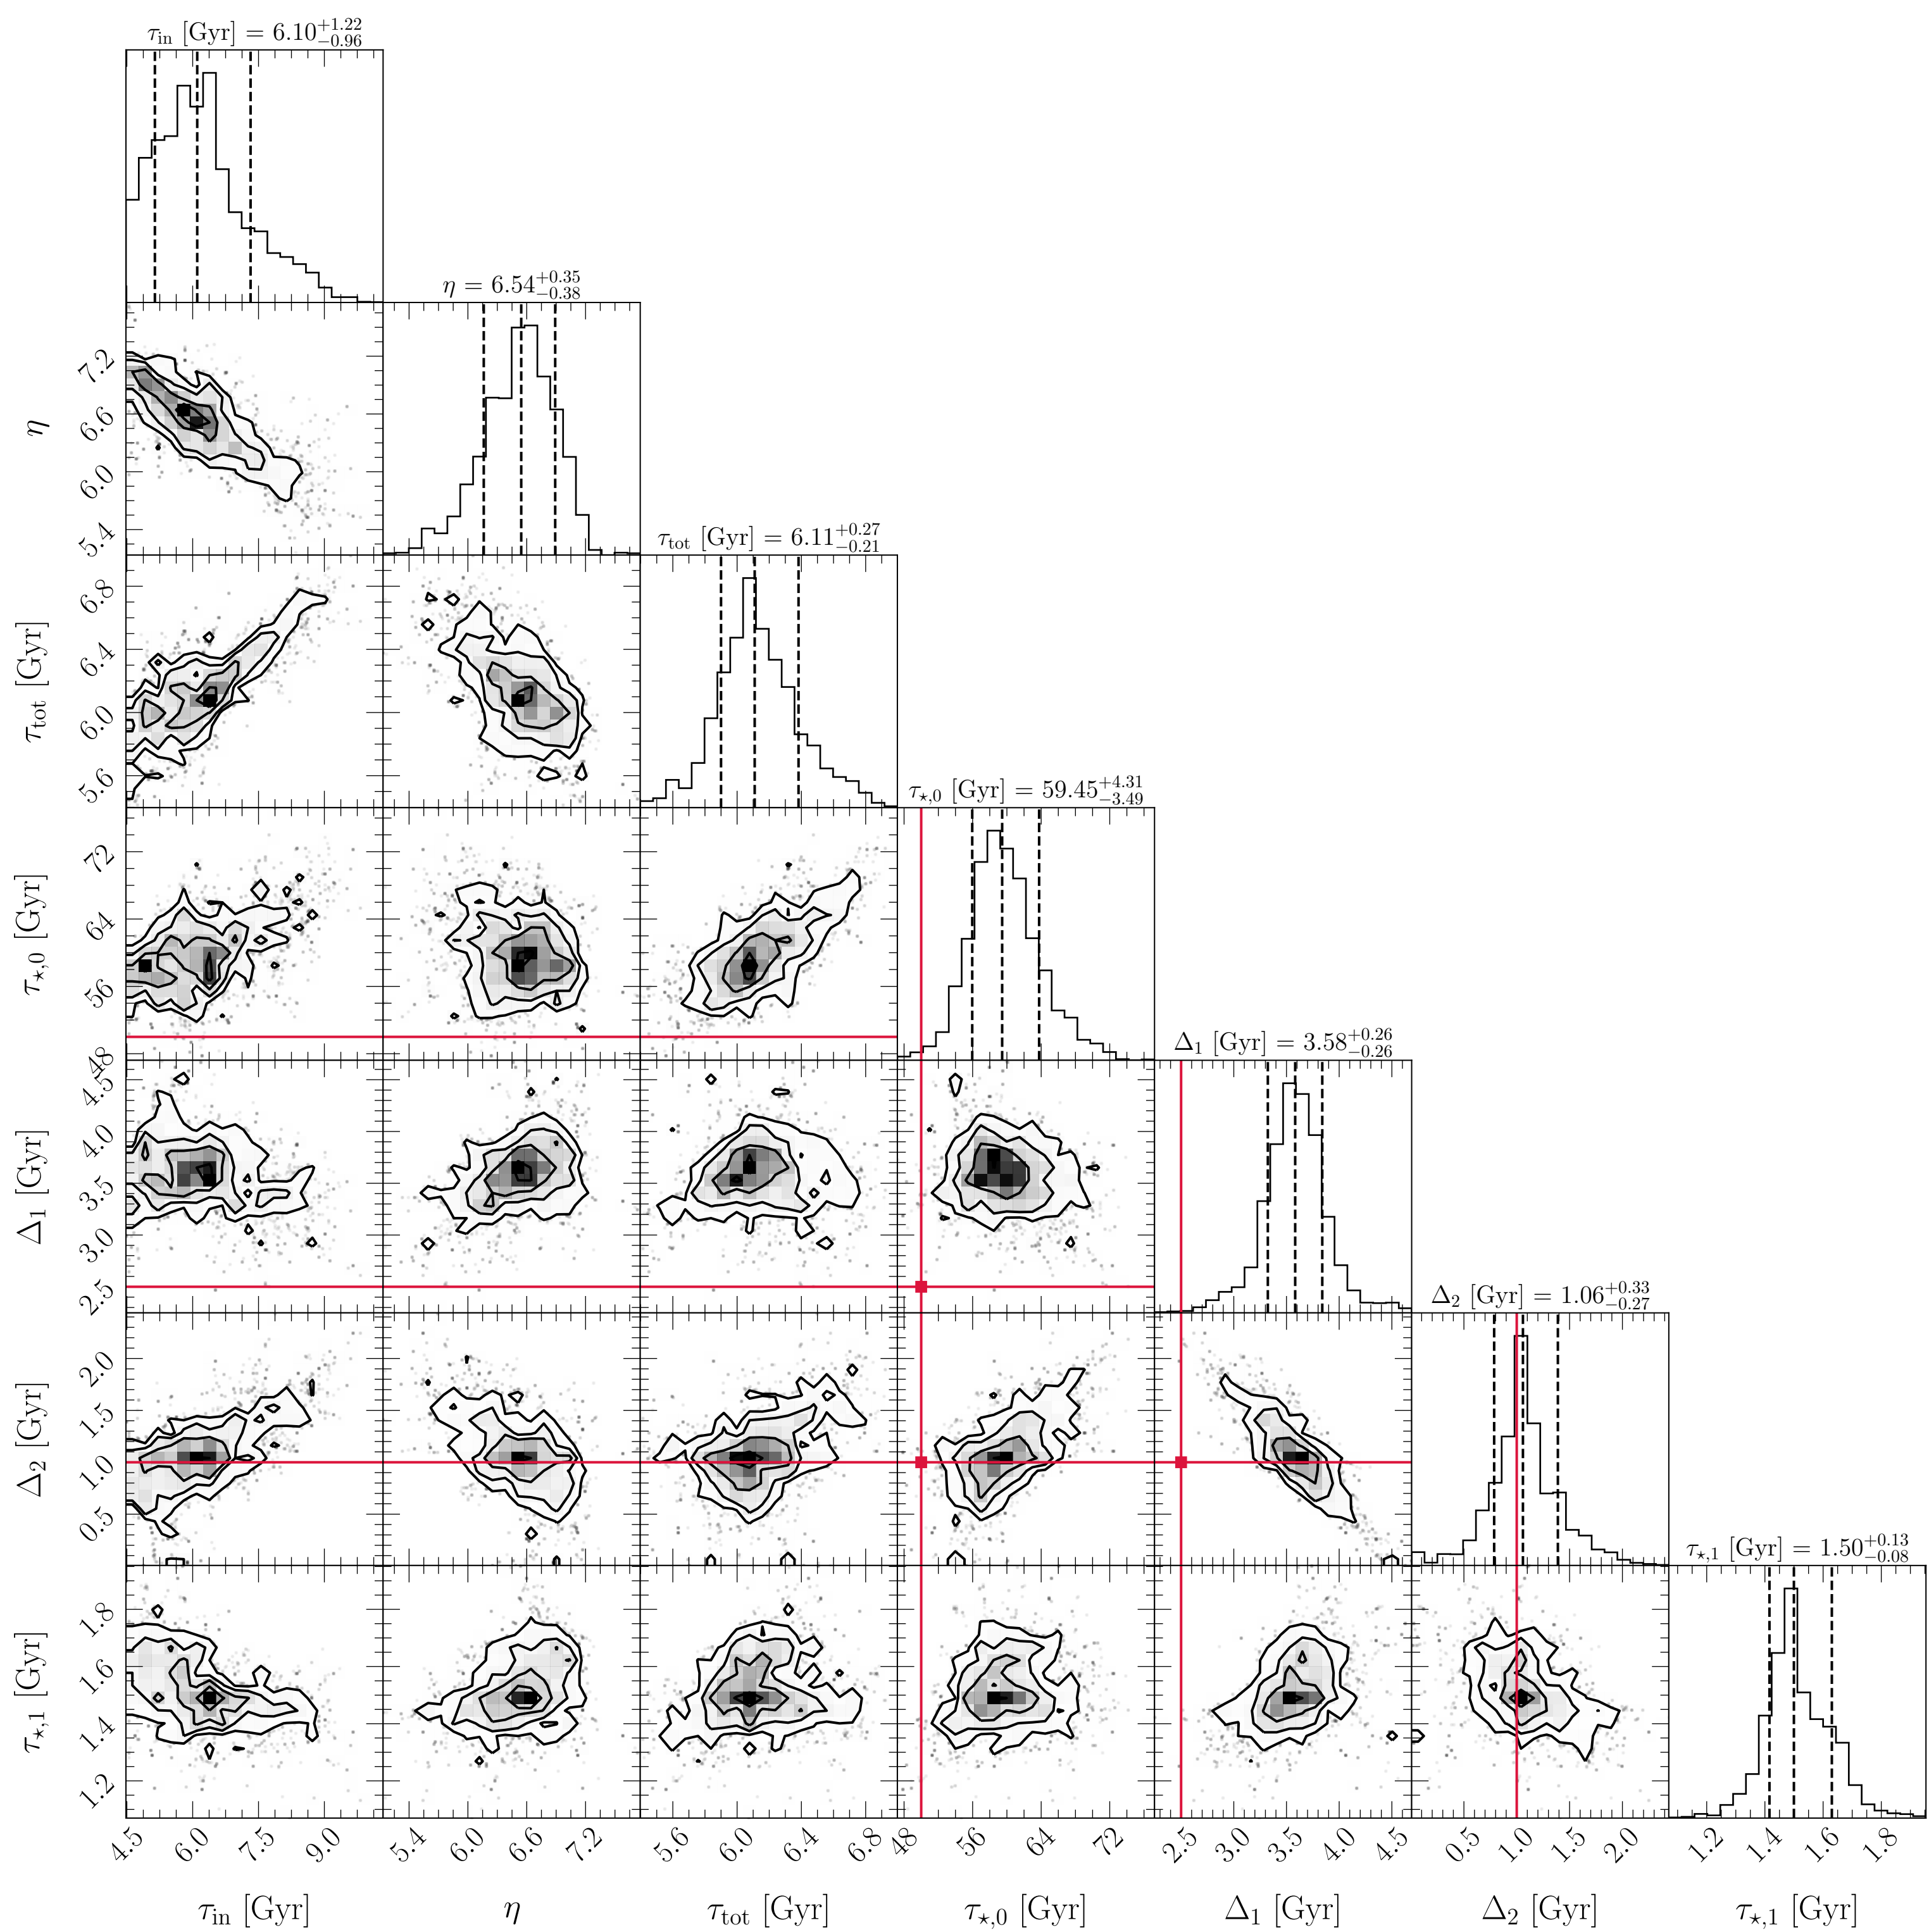 τ_in [Gyr] = 6.10^{+1.22}_{−0.96}
η = 6.54^{+0.35}_{−0.38}
7.2
6.6
6.0
5.4
η
τ_tot [Gyr] = 6.11^{+0.27}_{−0.21}
6.8
6.4
6.0
5.6
τ_tot [Gyr]
τ_{⋆,0} [Gyr] = 59.45^{+4.31}_{−3.49}
72
64
56
48
τ_{⋆,0} [Gyr]
Δ_1 [Gyr] = 3.58^{+0.26}_{−0.26}
4.5
4.0
3.5
3.0
2.5
Δ_1 [Gyr]
Δ_2 [Gyr] = 1.06^{+0.33}_{−0.27}
2.0
1.5
1.0
0.5
Δ_2 [Gyr]
τ_{⋆,1} [Gyr] = 1.50^{+0.13}_{−0.08}
1.8
1.6
1.4
1.2
τ_{⋆,1} [Gyr]
4.5 6.0 7.5 9.0 5.4 6.0 6.6 7.2 5.6 6.0 6.4 6.8 48 56 64 72 2.5 3.0 3.5 4.0 4.5 0.5 1.0 1.5 2.0 1.2 1.4 1.6 1.8
τ_in [Gyr] η τ_tot [Gyr] τ_{⋆,0} [Gyr] Δ_1 [Gyr] Δ_2 [Gyr] τ_{⋆,1} [Gyr]